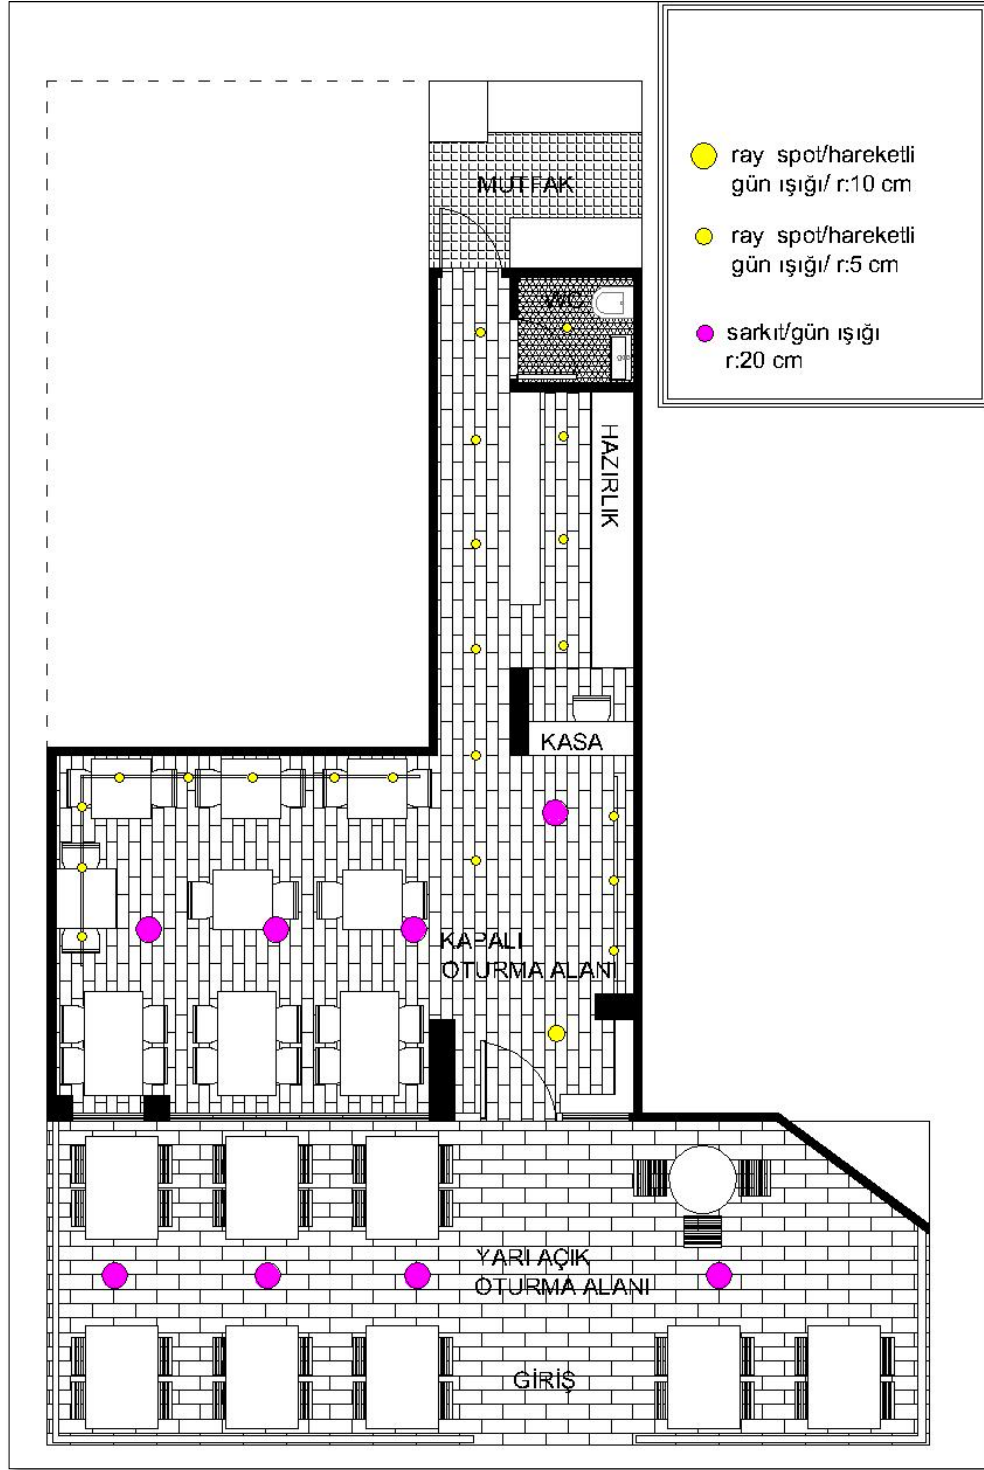 ray spot/hareketli
gün ışığı/ r:10 cm
ray spot/hareketli
gün ışığı/ r:5 cm
sarkıt/gün ışığı
r:20 cm
MUTFAK
WC
HAZIRLIK
KASA
KAPALI
OTURMA ALANI
YARI AÇIK
OTURMA ALANI
GİRİŞ